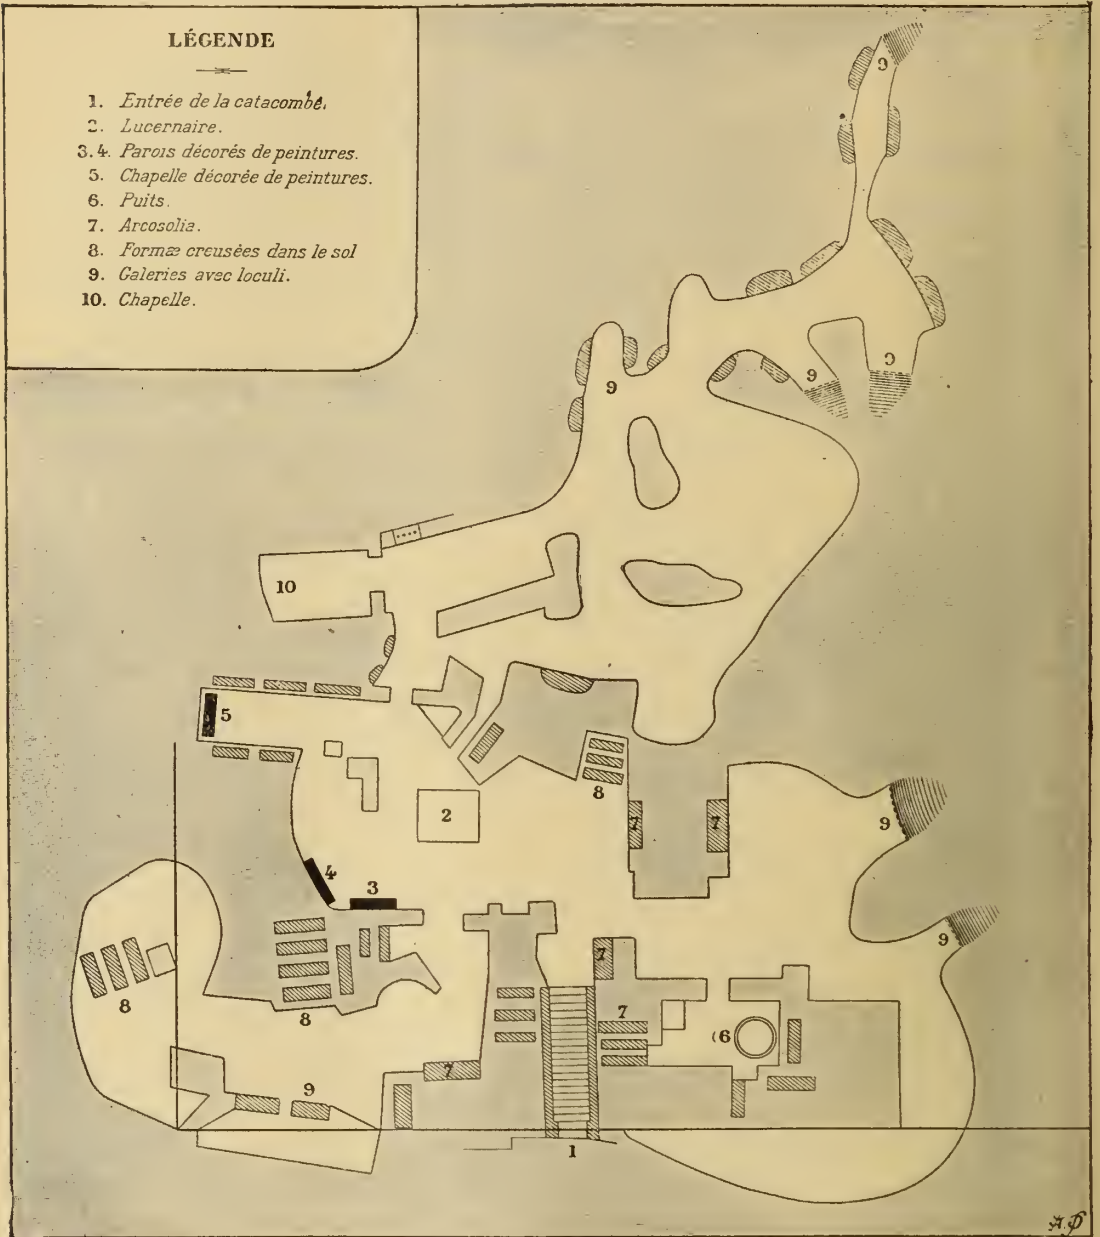 LÉGENDE
1. Entrée de la catacombe.
2. Lucernaire.
3.4. Parois décorés de peintures.
5. Chapelle décorée de peintures.
6. Puits.
7. Arcosolia.
8. Formæ creusées dans le sol
9. Galeries avec loculi.
10. Chapelle.
9
9
9
9
10
5
8
2
7
7
9
4
3
9
7
8
8
7
6
7
9
1